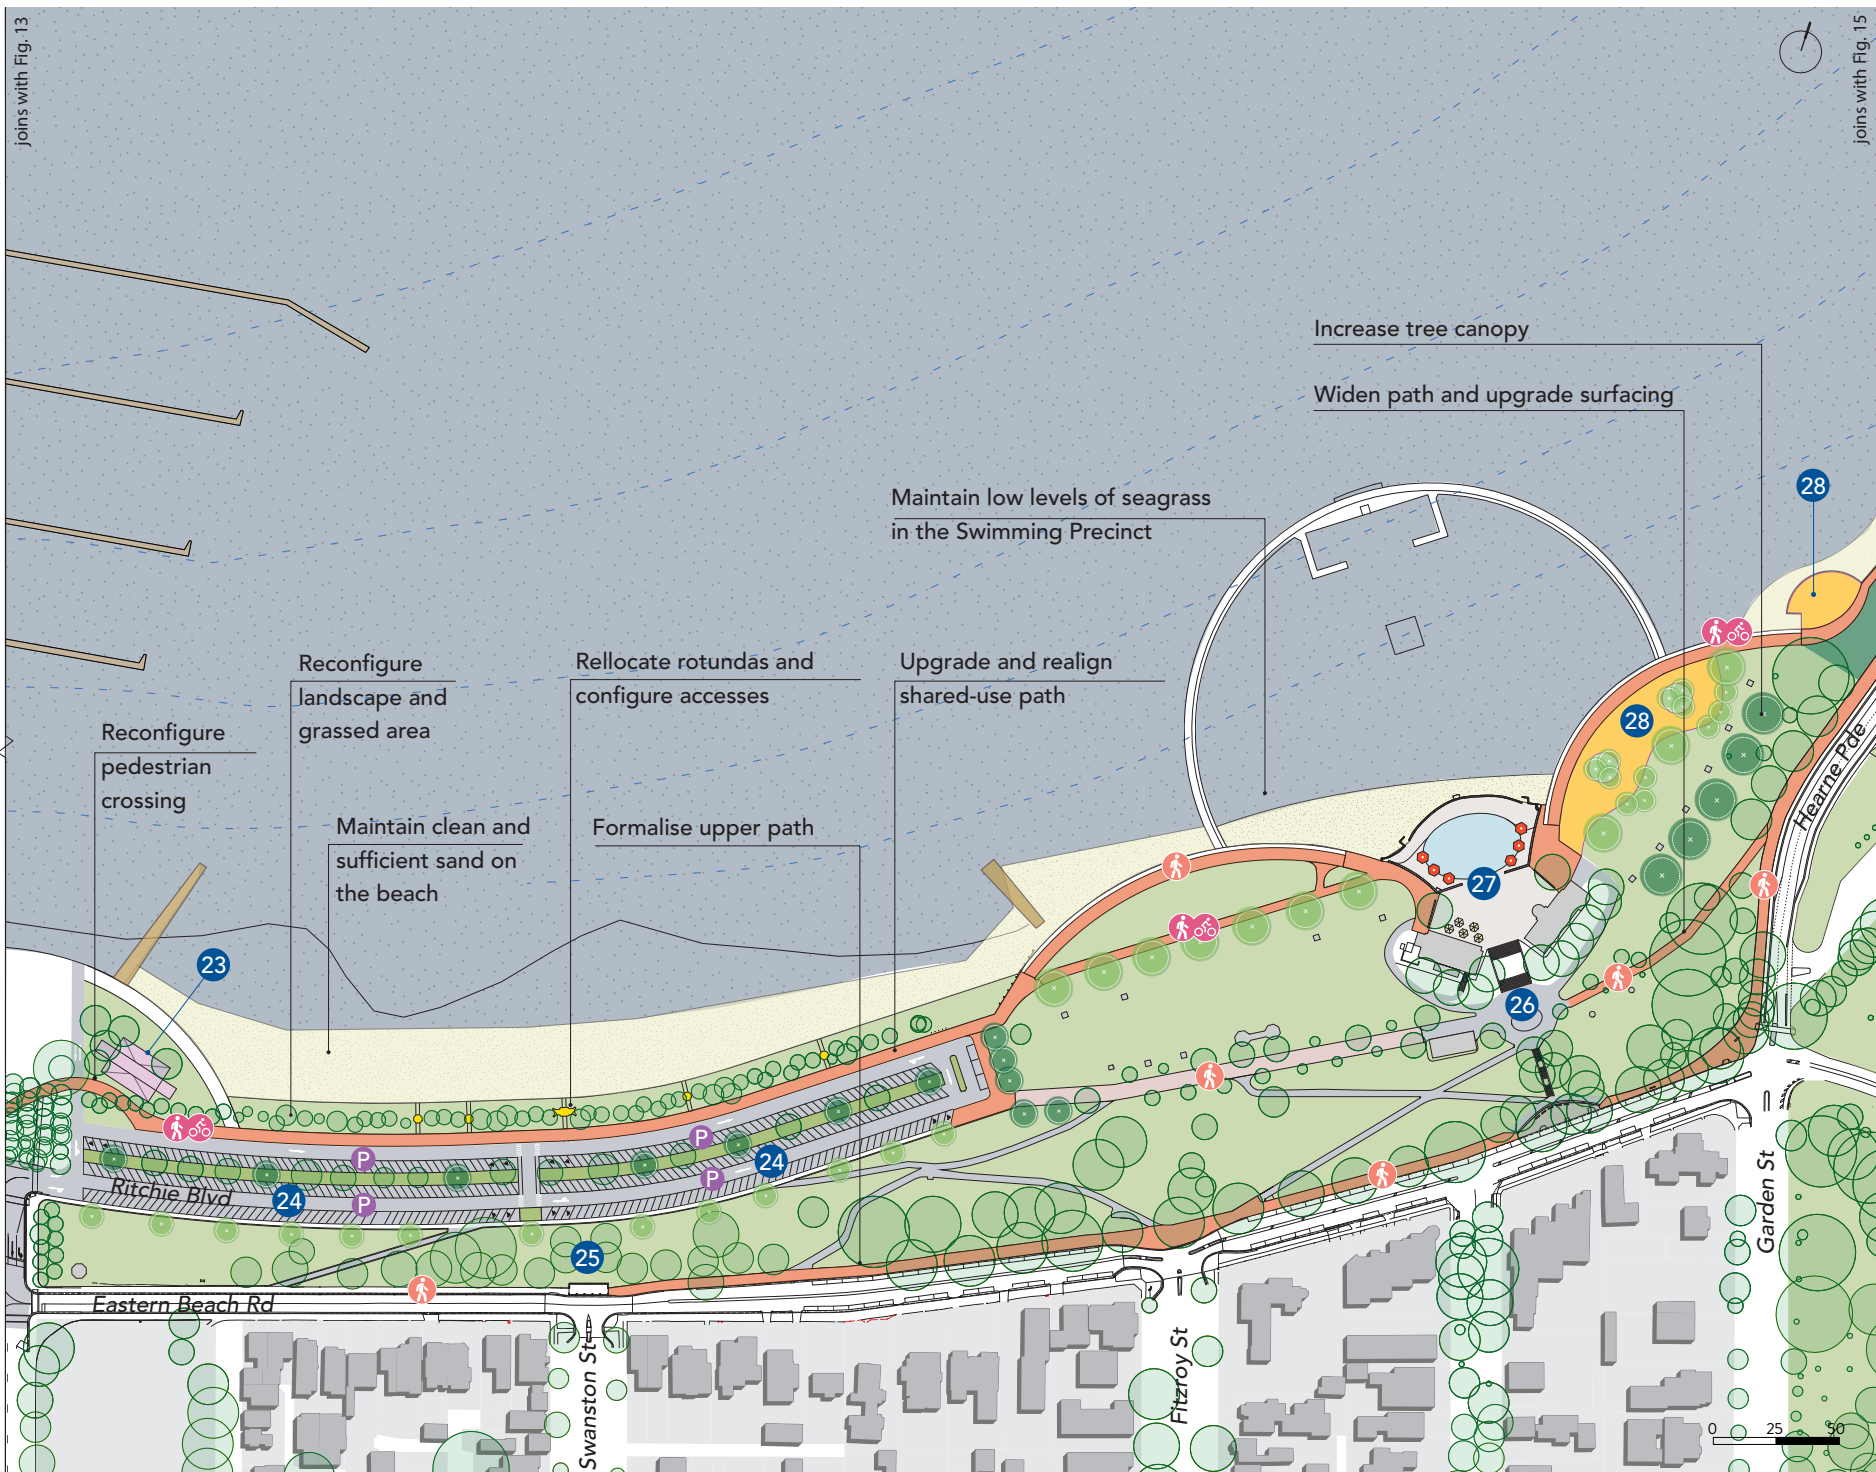 joins with Fig. 13
joins with Fig. 15
Increase tree canopy
Widen path and upgrade surfacing
28
Maintain low levels of seagrass
in the Swimming Precinct
Reconfigure
landscape and
grassed area
Rellocate rotundas and
configure accesses
Upgrade and realign
shared-use path
28
Reconfigure
pedestrian
crossing
Hearne Pde
Maintain clean and
sufficient sand on
the beach
Formalise upper path
27
23
26
P
P
24
P
P
Ritchie Blvd
24
25
Eastern Beach Rd
Swanston St
Fitzroy St
Garden St
0 25 50